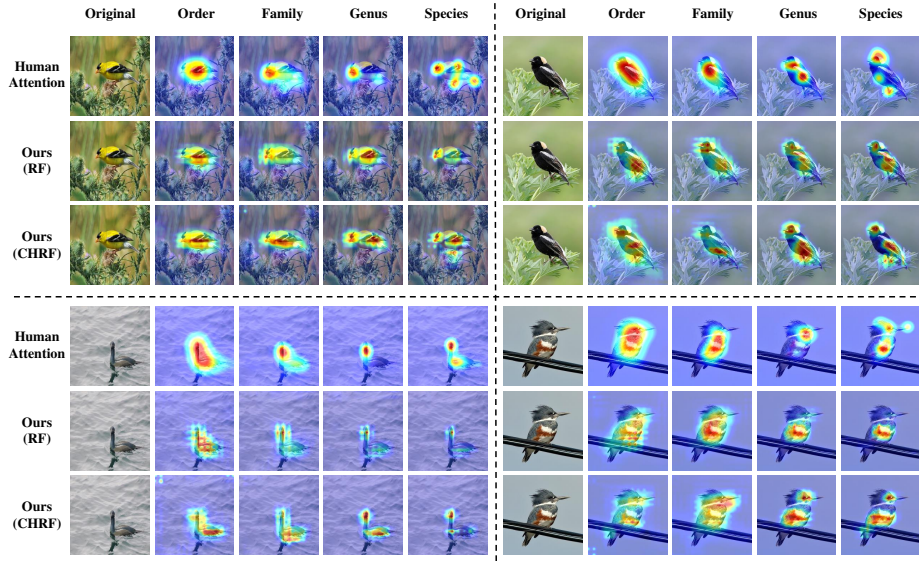 Original Order Family Genus Species Original Order Family Genus Species
Human
Attention
Ours
(RF)
Ours
(CHRF)
Human
Attention
Ours
(RF)
Ours
(CHRF)